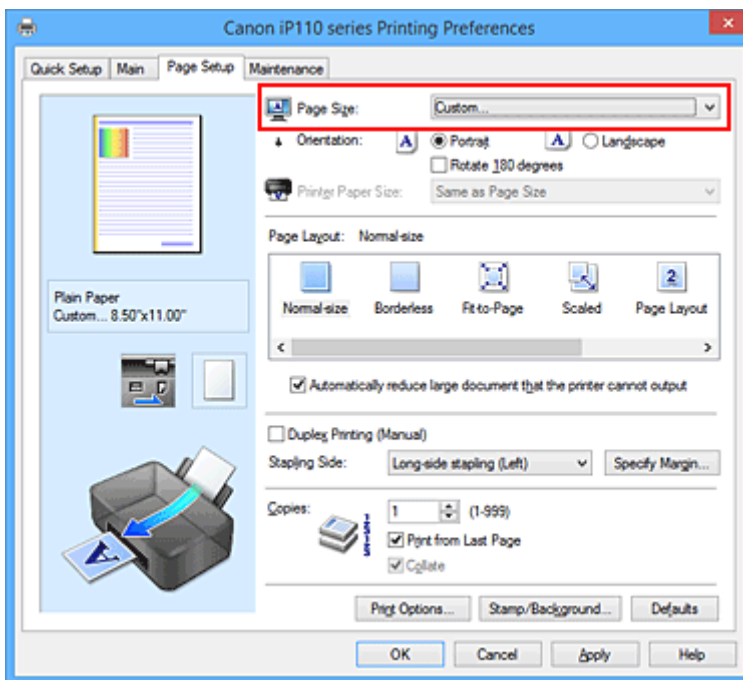 Canon iP110 series Printing Preferences
Quick Setup Main Page Setup Maintenance
Page Size: Custom...
Orientation: A Portrait A Landscape
Rotate 180 degrees
Printer Paper Size: Same as Page Size
Page Layout: Normal-size
2
Normal-size Borderless Fit-to-Page Scaled Page Layout
Plain Paper
Custom... 8.50"x11.00"
Automatically reduce large document that the printer cannot output
Duplex Printing (Manual)
Stapling Side: Long-side stapling (Left) Specify Margin...
Copies: 1 (1-999)
Print from Last Page
Collate
A
Print Options... Stamp/Background... Defaults
OK Cancel Apply Help